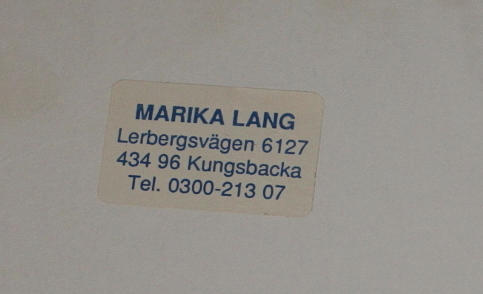 MARIKA LANG
Lerbergsvägen 6127
434 96 Kungsbacka
Tel. 0300-213 07